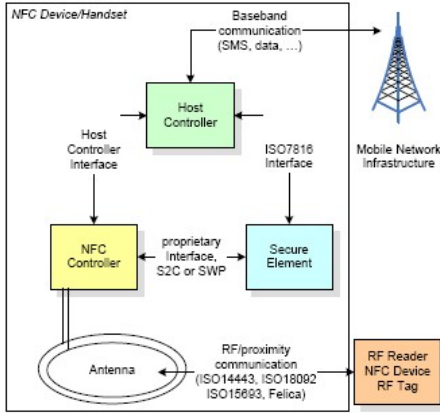 NFC Device/Handset
Baseband
communication
(SMS, data, ...)
Host
Controller
Host
Controller
Interface
ISO7816
Interface
Mobile Network
Infrastructure
NFC
Controller
proprietary
Interface,
S2C or SWP
Secure
Element
Antenna
RF/proximity
communication
(ISO14443, ISO18092
ISO15693, Felica)
RF Reader
NFC Device
RF Tag